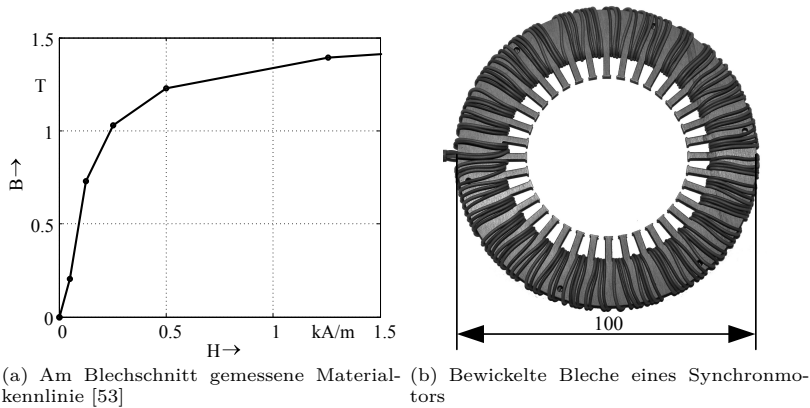 1.5
T
1
B→
0.5
0
0 0.5 1 kA/m 1.5
H→
100
(a) Am Blechschnitt gemessene Material-
kennlinie [53]
(b) Bewickelte Bleche eines Synchronmo-
tors